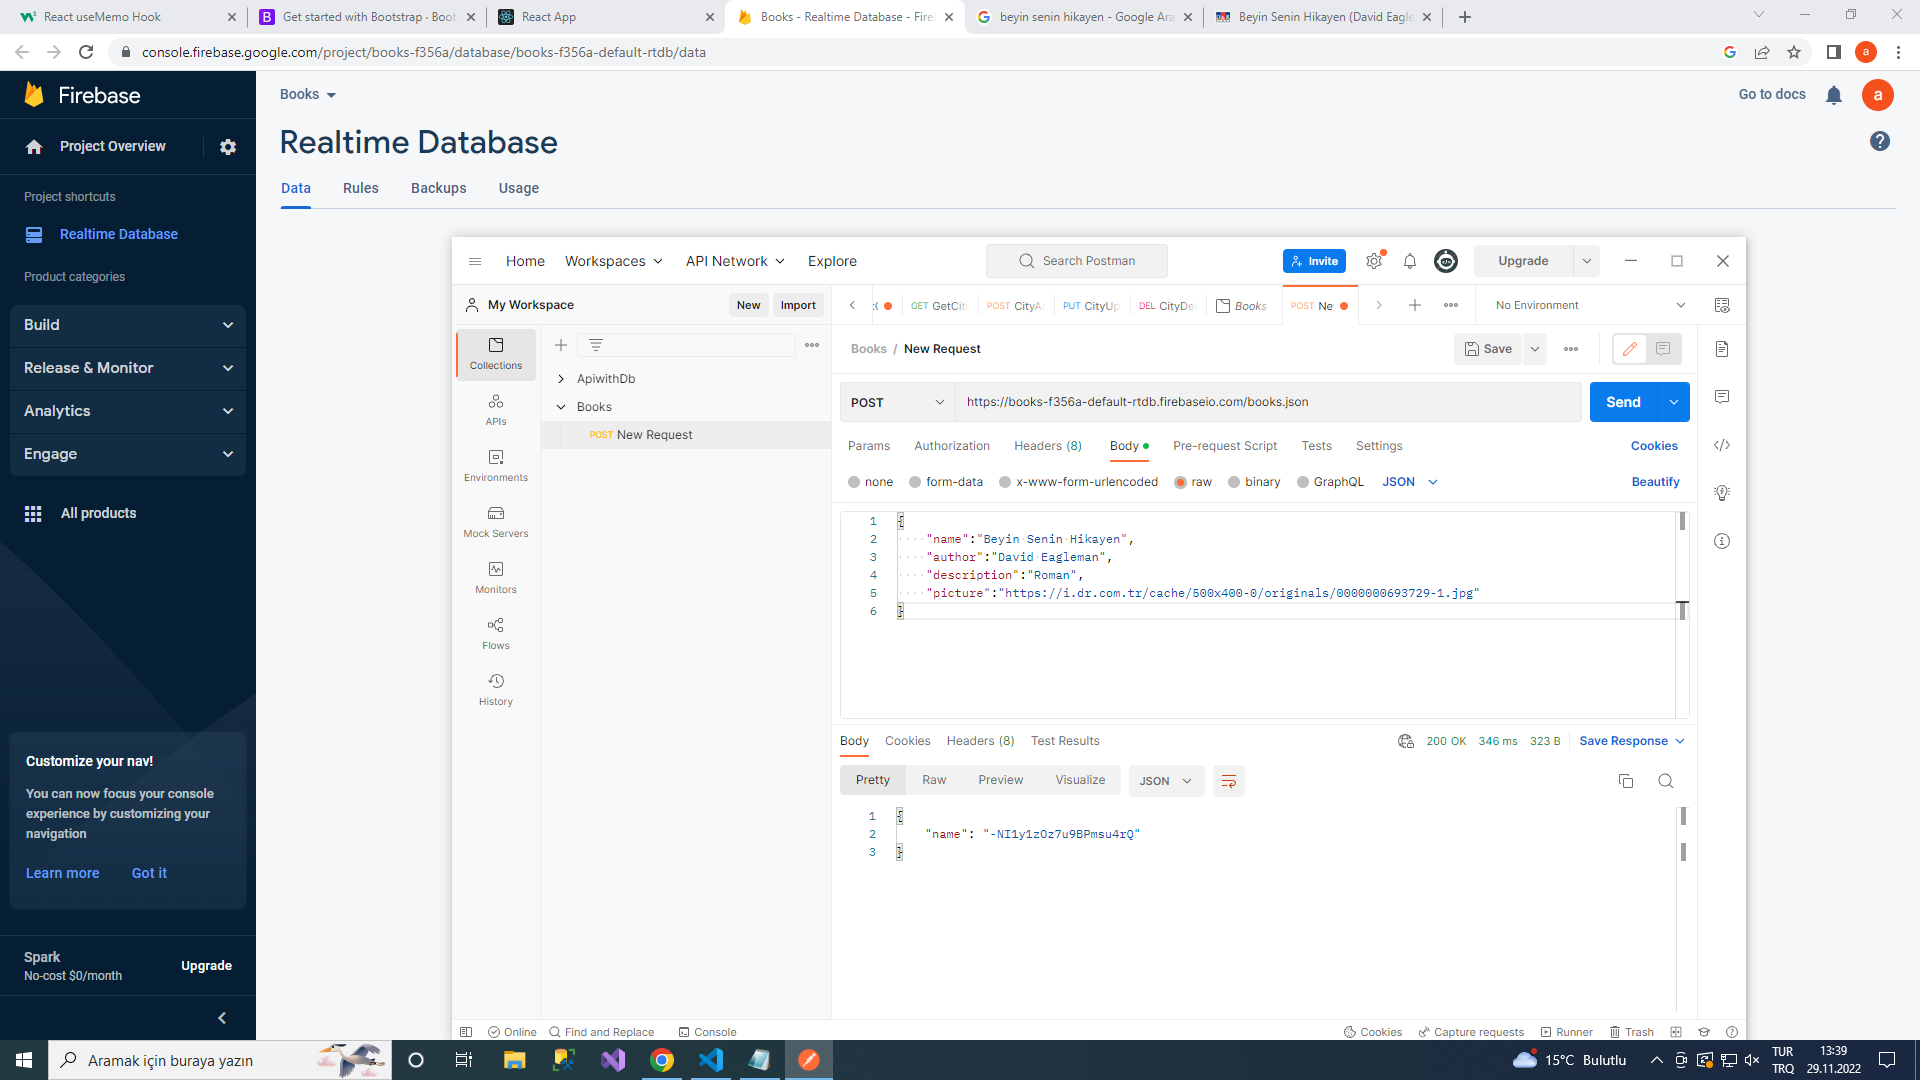 React useMemo Hook
Get started with Bootstrap · Boot
React App
Books - Realtime Database - Fire
beyin senin hikayen - Google Ara
Beyin Senin Hikayen (David Eagle
console.firebase.google.com/project/books-f356a/database/books-f356a-default-rtdb/data
a
Firebase
Books
Go to docs
a
Project Overview
Realtime Database
Data Rules Backups Usage
Project shortcuts
Realtime Database
Product categories
Build
Release & Monitor
Analytics
Engage
All products
Customize your nav!
You can now focus your console
experience by customizing your
navigation
Learn more Got it
Spark
No-cost $0/month
Upgrade
Home Workspaces API Network Explore
Search Postman
Invite
Upgrade
My Workspace
New Import
GET GetCit
POST CityA
PUT CityUp
DEL CityDe
Books
POST Ne
No Environment
Collections
APIs
Environments
Mock Servers
Monitors
Flows
History
ApiwithDb
Books
POST New Request
Books / New Request
Save
POST
https://books-f356a-default-rtdb.firebaseio.com/books.json
Send
Params Authorization Headers (8) Body Pre-request Script Tests Settings Cookies
none form-data x-www-form-urlencoded raw binary GraphQL JSON Beautify
1 {
2 "name":"Beyin Senin Hikayen",
3 "author":"David Eagleman",
4 "description":"Roman",
5 "picture":"https://i.dr.com.tr/cache/500x400-0/originals/0000000693729-1.jpg"
6 }
Body Cookies Headers (8) Test Results
200 OK 346 ms 323 B Save Response
Pretty Raw Preview Visualize JSON
1 {
2 "name": "-NI1y1zOz7u9BPmsu4rQ"
3 }
Online Find and Replace Console
Cookies Capture requests Runner Trash
Aramak için buraya yazın
15°C Bulutlu
TUR
TRQ
13:39
29.11.2022